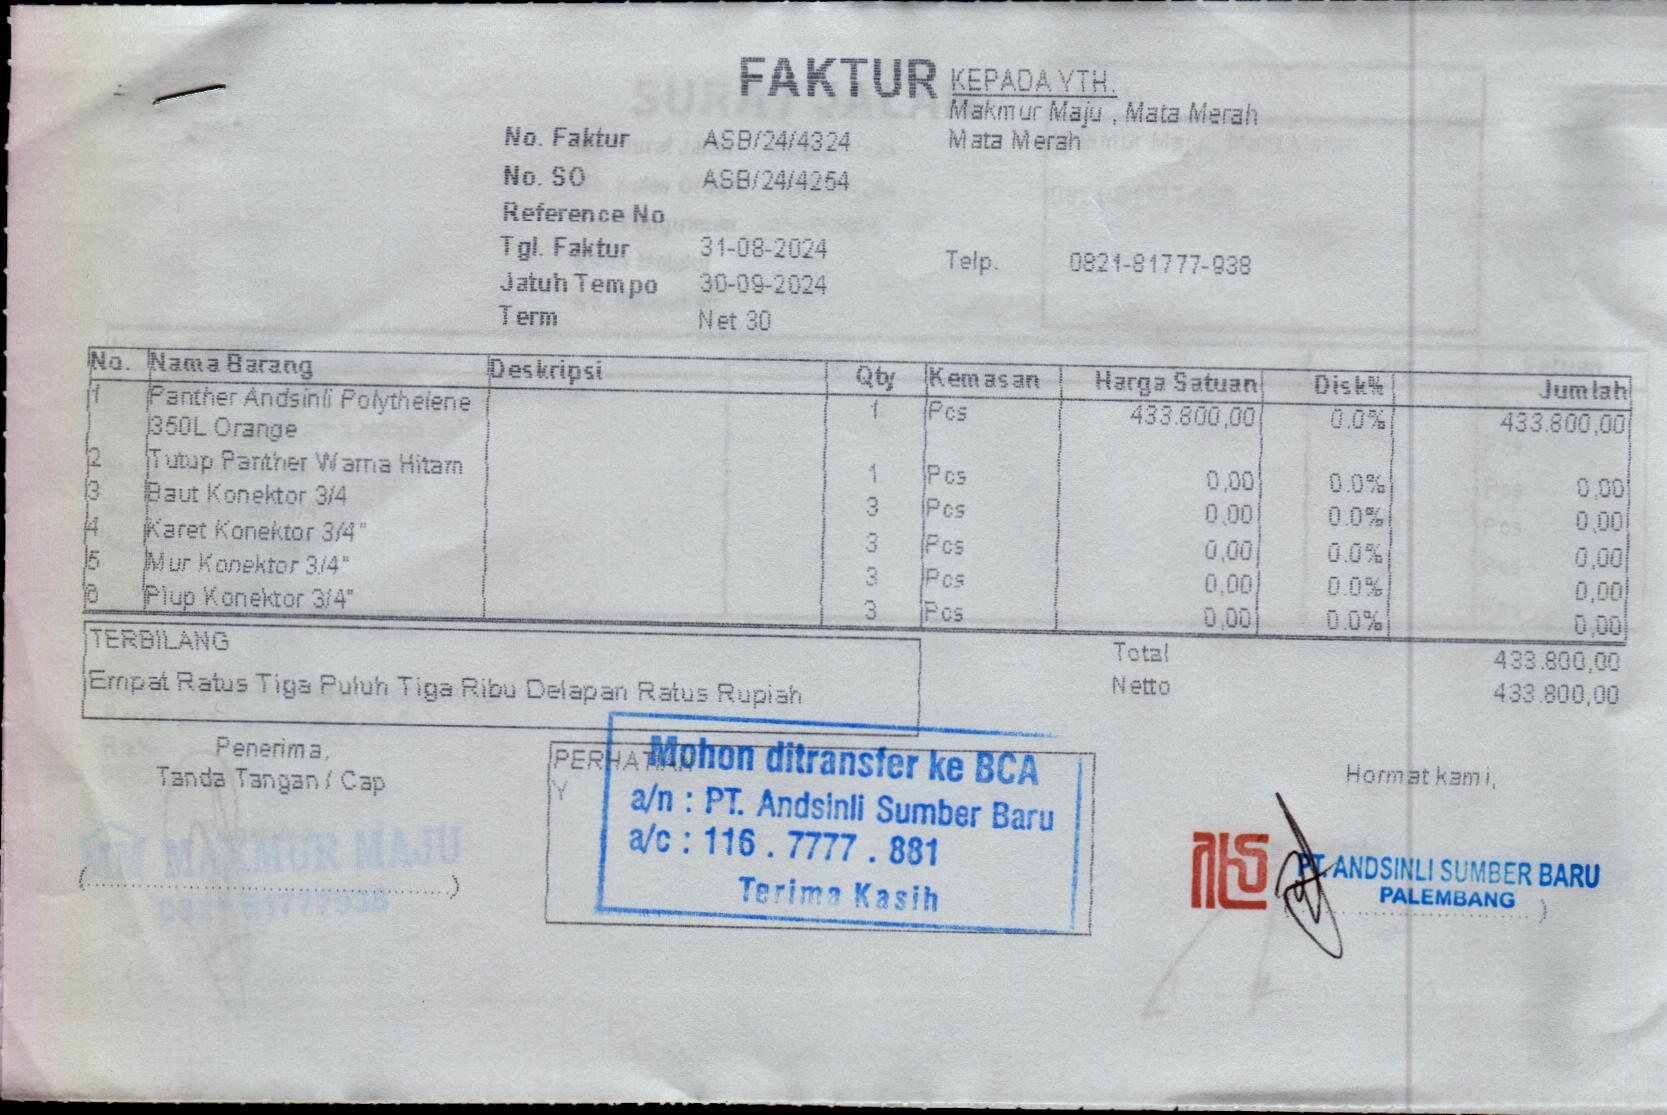 FAKTUR
KEPADA YTH.
Makmur Maju , Mata Merah
Mata Merah
No. Faktur ASB/24/4324
No. SO ASB/24/4254
Reference No
Tgl. Faktur 31-08-2024
Telp. 0821-81777-938
Jatuh Tempo 30-09-2024
Term Net 30
No. Nama Barang Deskripsi Qty Kemasan Harga Satuan Disk% Jumlah
1 Panther Andsinli Polythelene 1 Pcs 433.800,00 0.0% 433.800,00
350L Orange
2 Tutup Panther Warna Hitam 1 Pcs 0,00 0.0% 0,00
3 Baut Konektor 3/4 3 Pcs 0,00 0.0% 0,00
4 Karet Konektor 3/4" 3 Pcs 0,00 0.0% 0,00
5 Mur Konektor 3/4" 3 Pcs 0,00 0.0% 0,00
6 Plup Konektor 3/4" 3 Pcs 0,00 0.0% 0,00
TERBILANG
Empat Ratus Tiga Puluh Tiga Ribu Delapan Ratus Rupiah
Total 433.800,00
Netto 433.800,00
Penerima,
Tanda Tangan / Cap
MM MAKMUR MAJU
0821-81777938
PERHATIAN
Y
Mohon ditransfer ke BCA
a/n : PT. Andsinli Sumber Baru
a/c : 116 . 7777 . 881
Terima Kasih
Hormat kami,
PT. ANDSINLI SUMBER BARU
PALEMBANG